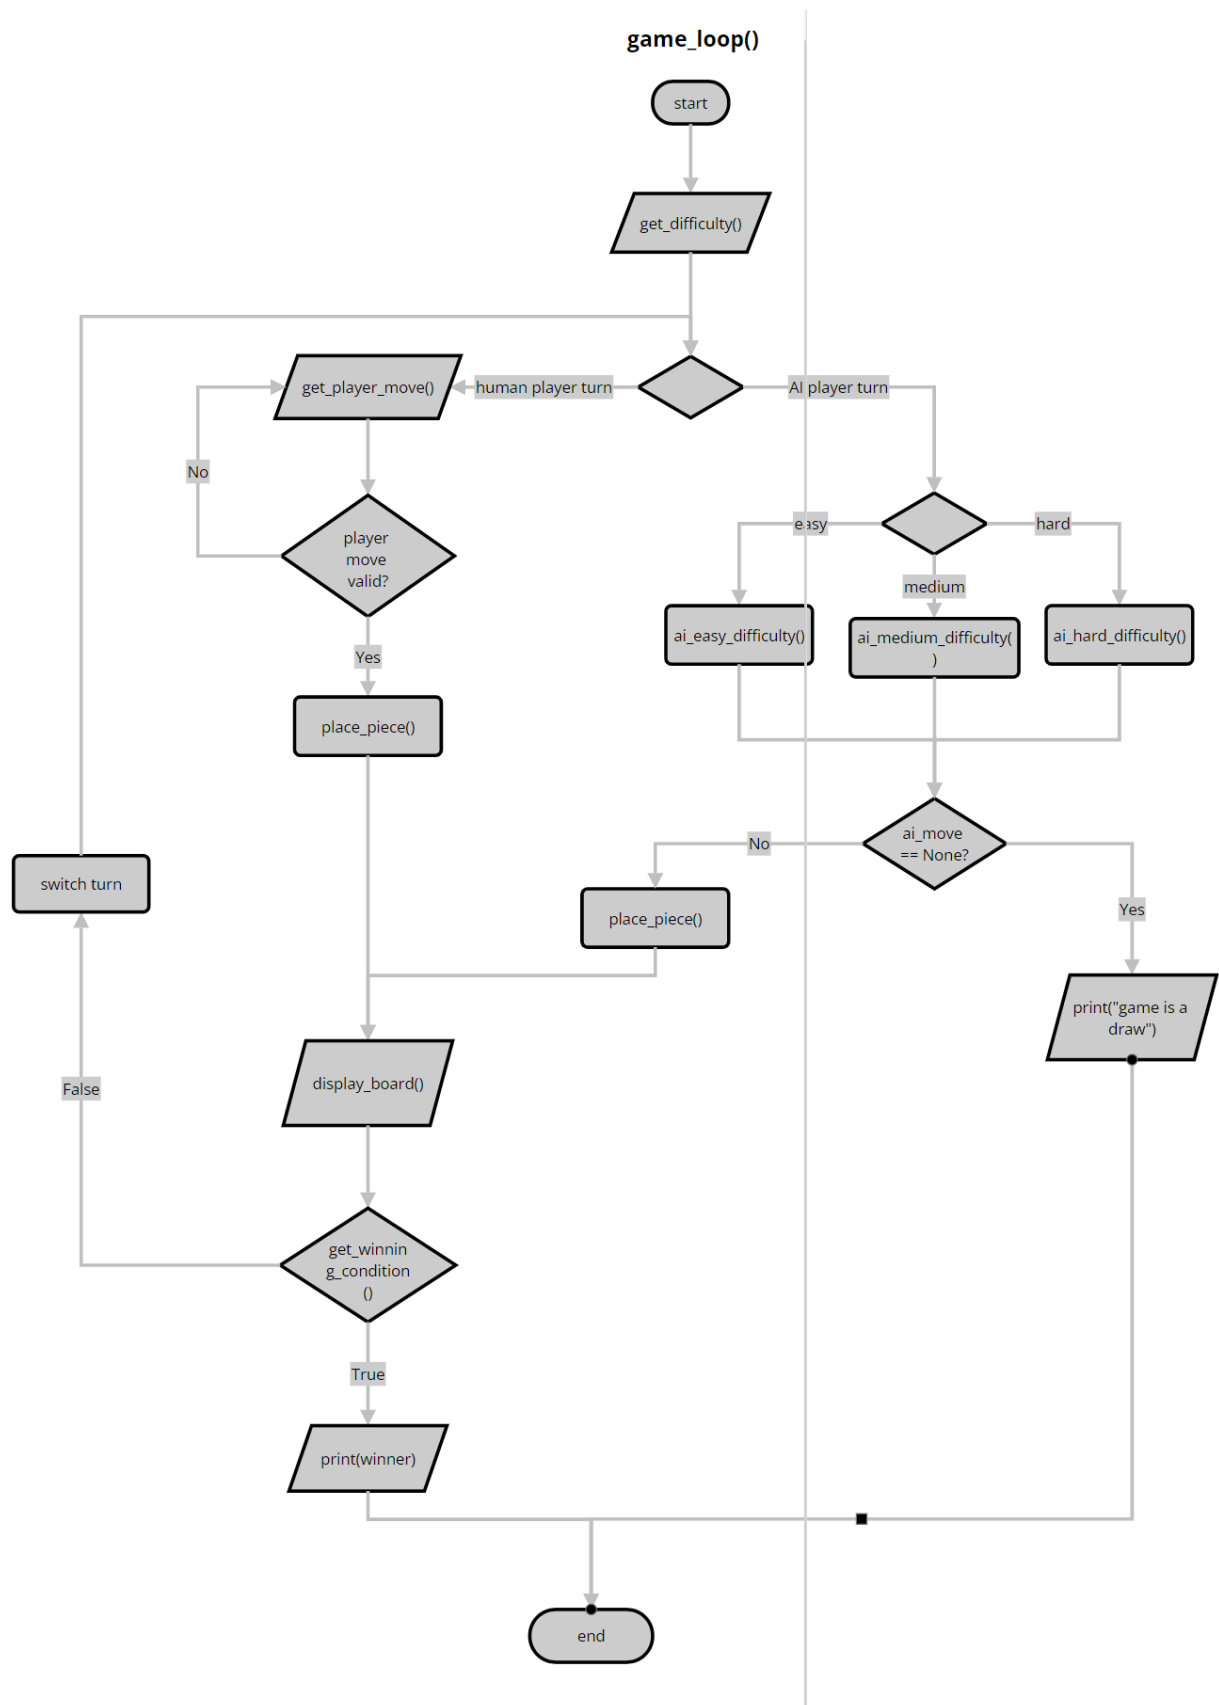 game_loop()
start
get_difficulty()
get_player_move()
human player turn
AI player turn
No
player
move
valid?
easy
hard
medium
ai_easy_difficulty()
ai_medium_difficulty(
)
ai_hard_difficulty()
Yes
place_piece()
ai_move
== None?
No
switch turn
place_piece()
Yes
print("game is a
draw")
display_board()
False
get_winnin
g_condition
()
True
print(winner)
end